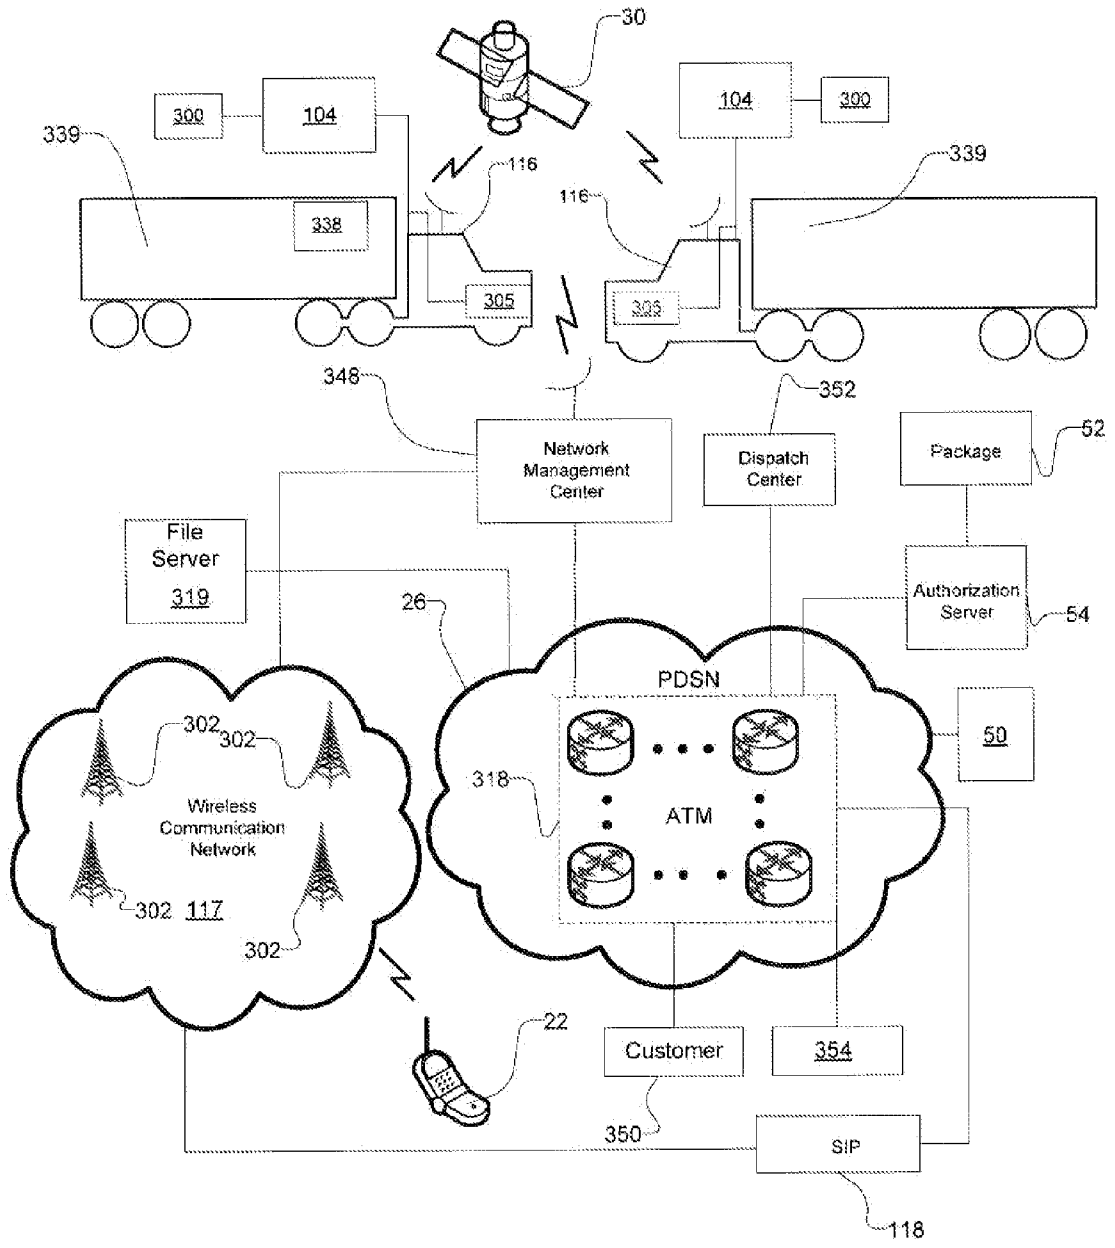 30
104
300
300
104
339
116
339
116
338
305
305
348
352
52
Network
Management
Center
Dispatch
Center
Package
File
Server
319
26
Authorization
Server
54
PDSN
302
302
50
318
ATM
Wireless
Communication
Network
302
117
302
22
Customer
354
350
SIP
118